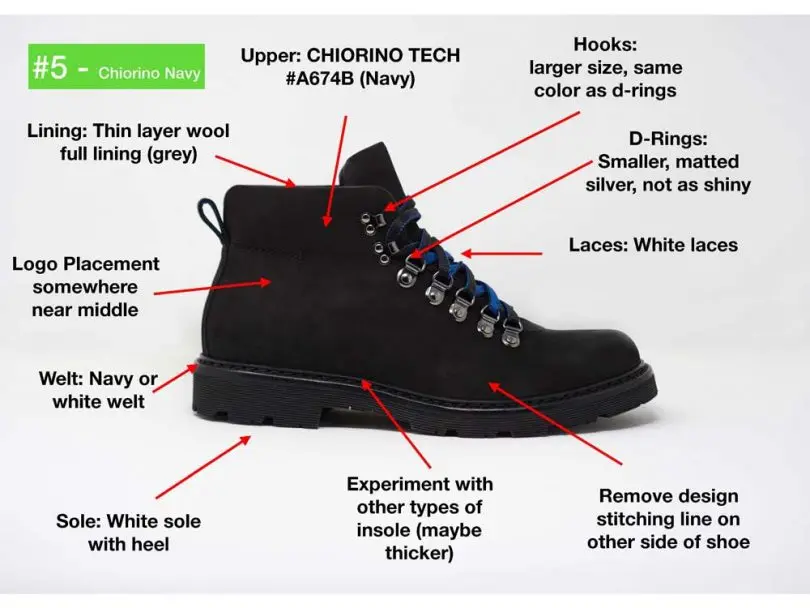 #5 - Chiorino Navy
Upper: CHIORINO TECH
#A674B (Navy)
Hooks:
larger size, same
color as d-rings
Lining: Thin layer wool
full lining (grey)
D-Rings:
Smaller, matted
silver, not as shiny
Laces: White laces
Logo Placement
somewhere
near middle
Welt: Navy or
white welt
Sole: White sole
with heel
Experiment with
other types of
insole (maybe
thicker)
Remove design
stitching line on
other side of shoe